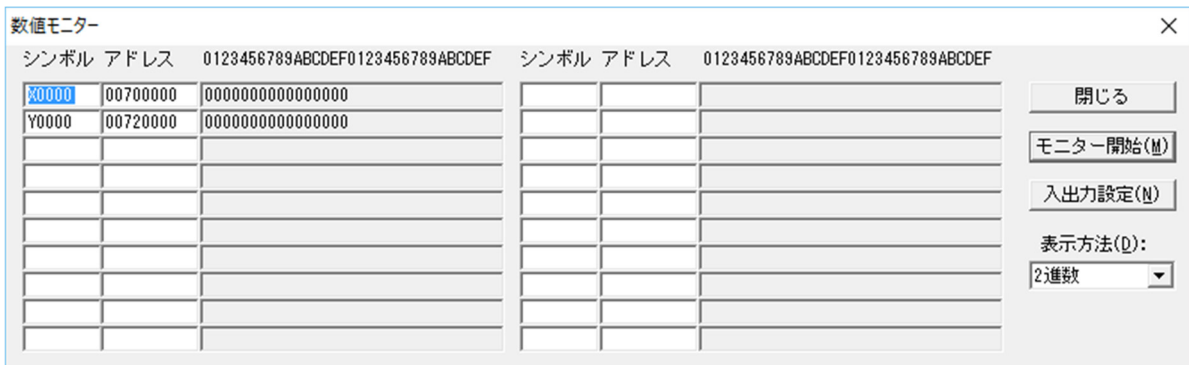 数値モニター
シンボル アドレス 0123456789ABCDEF0123456789ABCDEF シンボル アドレス 0123456789ABCDEF0123456789ABCDEF
X0000 00700000 0000000000000000 閉じる
Y0000 00720000 0000000000000000
モニター開始(M)
入出力設定(N)
表示方法(D):
2進数